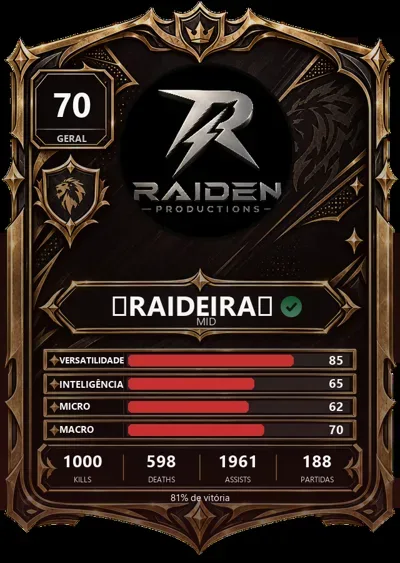 70
GERAL
RAIDEN
PRODUCTIONS
▯RAIDEIRA▯
MID
VERSATILIDADE 85
INTELIGÊNCIA 65
MICRO 62
MACRO 70
1000 598 1961 188
KILLS DEATHS ASSISTS PARTIDAS
81% de vitória